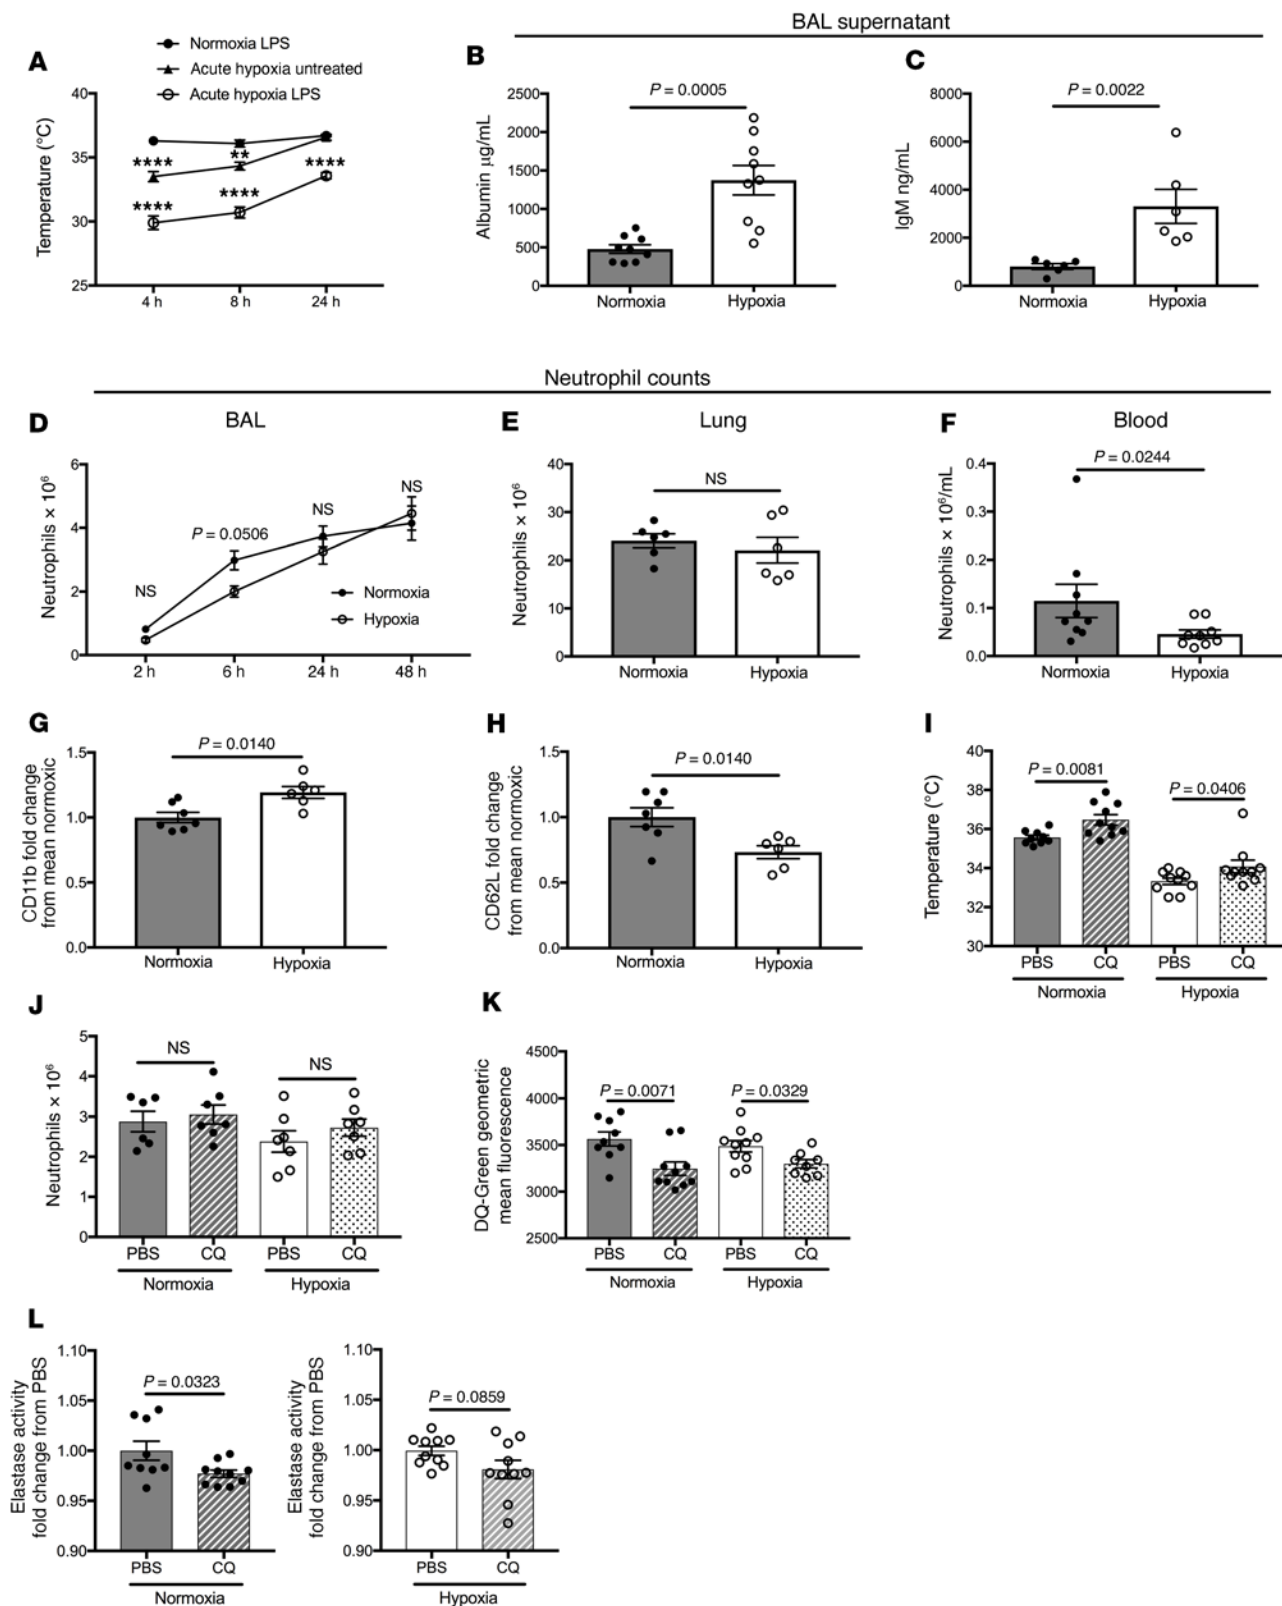 BAL supernatant
A
Normoxia LPS
Acute hypoxia untreated
Acute hypoxia LPS
Temperature (°C)
40
35
30
25
****
**
****
****
****
4 h 8 h 24 h
B
P = 0.0005
Albumin μg/mL
2500
2000
1500
1000
500
0
Normoxia Hypoxia
C
P = 0.0022
IgM ng/mL
8000
6000
4000
2000
0
Normoxia Hypoxia
Neutrophil counts
D
BAL
Neutrophils × 10⁶
6
4
2
0
NS
P = 0.0506
NS
NS
Normoxia
Hypoxia
2 h 6 h 24 h 48 h
E
Lung
Neutrophils × 10⁶
40
30
20
10
0
NS
Normoxia Hypoxia
F
Blood
Neutrophils × 10⁶/mL
0.4
0.3
0.2
0.1
0.0
P = 0.0244
Normoxia Hypoxia
G
CD11b fold change
from mean normoxic
1.5
1.0
0.5
0.0
P = 0.0140
Normoxia Hypoxia
H
CD62L fold change
from mean normoxic
1.5
1.0
0.5
0.0
P = 0.0140
Normoxia Hypoxia
I
Temperature (°C)
40
38
36
34
32
30
P = 0.0081
P = 0.0406
PBS CQ PBS CQ
Normoxia Hypoxia
J
Neutrophils × 10⁶
5
4
3
2
1
0
NS
NS
PBS CQ PBS CQ
Normoxia Hypoxia
K
DQ-Green geometric
mean fluorescence
4500
4000
3500
3000
2500
P = 0.0071
P = 0.0329
PBS CQ PBS CQ
Normoxia Hypoxia
L
Elastase activity
fold change from PBS
1.10
1.05
1.00
0.95
0.90
P = 0.0323
PBS CQ
Normoxia
Elastase activity
fold change from PBS
1.10
1.05
1.00
0.95
0.90
P = 0.0859
PBS CQ
Hypoxia